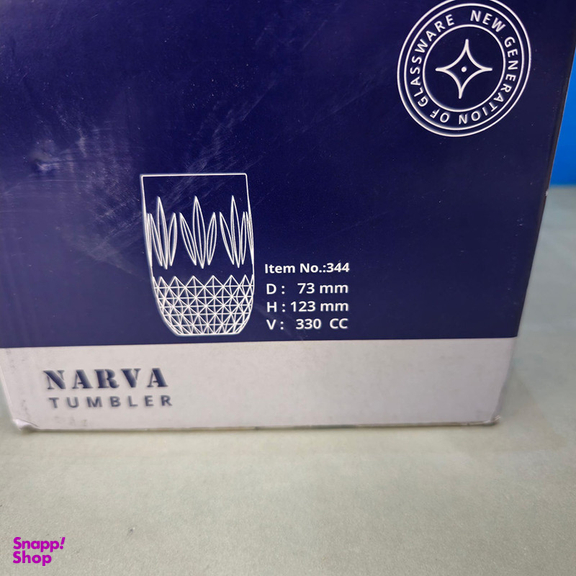 NEW GENERATION OF GLASSWARE
Item No.:344
D : 73 mm
H : 123 mm
V : 330 CC
NARVA
TUMBLER
Snapp!
Shop